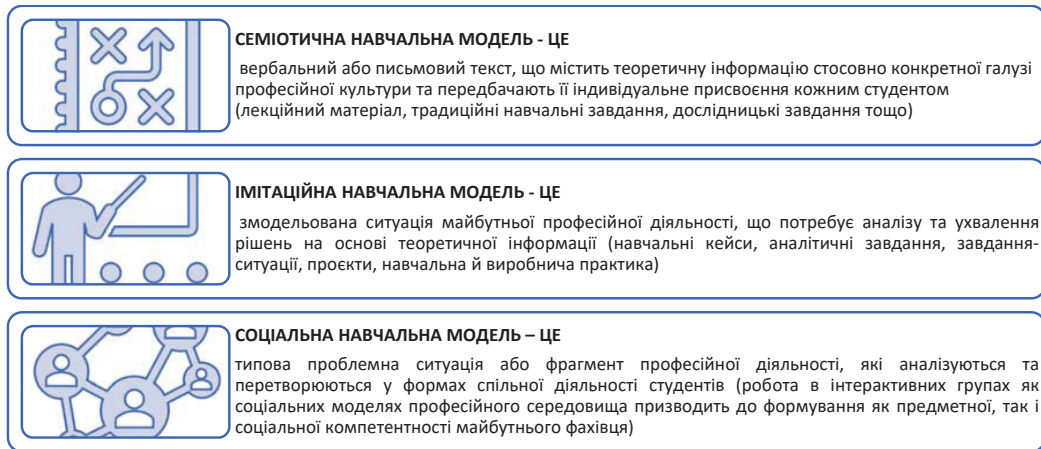 СЕМІОТИЧНА НАВЧАЛЬНА МОДЕЛЬ - ЦЕ
вербальний або письмовий текст, що містить теоретичну інформацію стосовно конкретної галузі
професійної культури та передбачають її індивідуальне присвоєння кожним студентом
(лекційний матеріал, традиційні навчальні завдання, дослідницькі завдання тощо)
ІМІТАЦІЙНА НАВЧАЛЬНА МОДЕЛЬ - ЦЕ
змодельована ситуація майбутньої професійної діяльності, що потребує аналізу та ухвалення
рішень на основі теоретичної інформації (навчальні кейси, аналітичні завдання, завдання-
ситуації, проєкти, навчальна й виробнича практика)
СОЦІАЛЬНА НАВЧАЛЬНА МОДЕЛЬ – ЦЕ
типова проблемна ситуація або фрагмент професійної діяльності, які аналізуються та
перетворюються у формах спільної діяльності студентів (робота в інтерактивних групах як
соціальних моделях професійного середовища призводить до формування як предметної, так і
соціальної компетентності майбутнього фахівця)